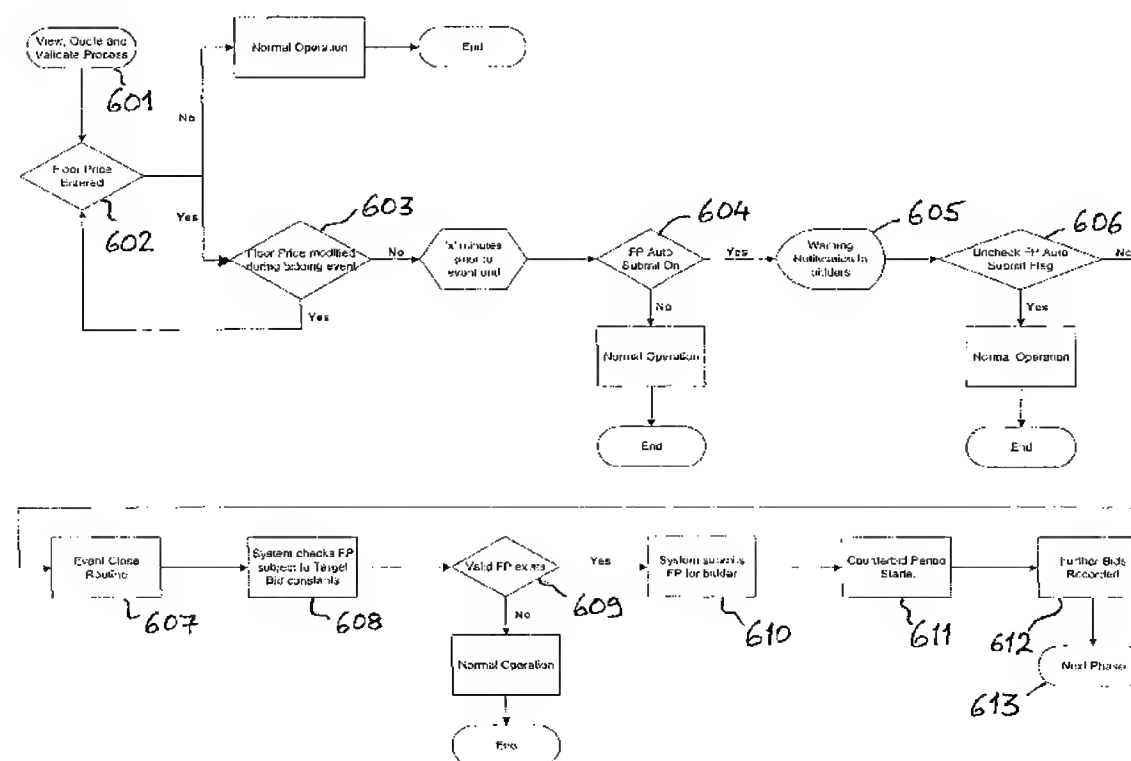 View, Quote and
Validate Process
601
Normal Operation
End
No
Floor Price
Entered
602
Yes
603
Floor Price modified
during bidding event
No
Yes
'x' minutes
prior to
event end
604
FP Auto
Submit On
Yes
No
Normal Operation
End
605
Warning
Notification to
bidders
606
Uncheck FP Auto
Submit Flag
No
Yes
Normal Operation
End
Event Close
Routine
607
System checks FP
subject to Target
Bid constants
608
Valid FP exists
609
Yes
No
Normal Operation
End
System submits
FP for bidder
610
Counterbid Period
Starts.
611
Further Bids
Recorded
612
Next Phase
613